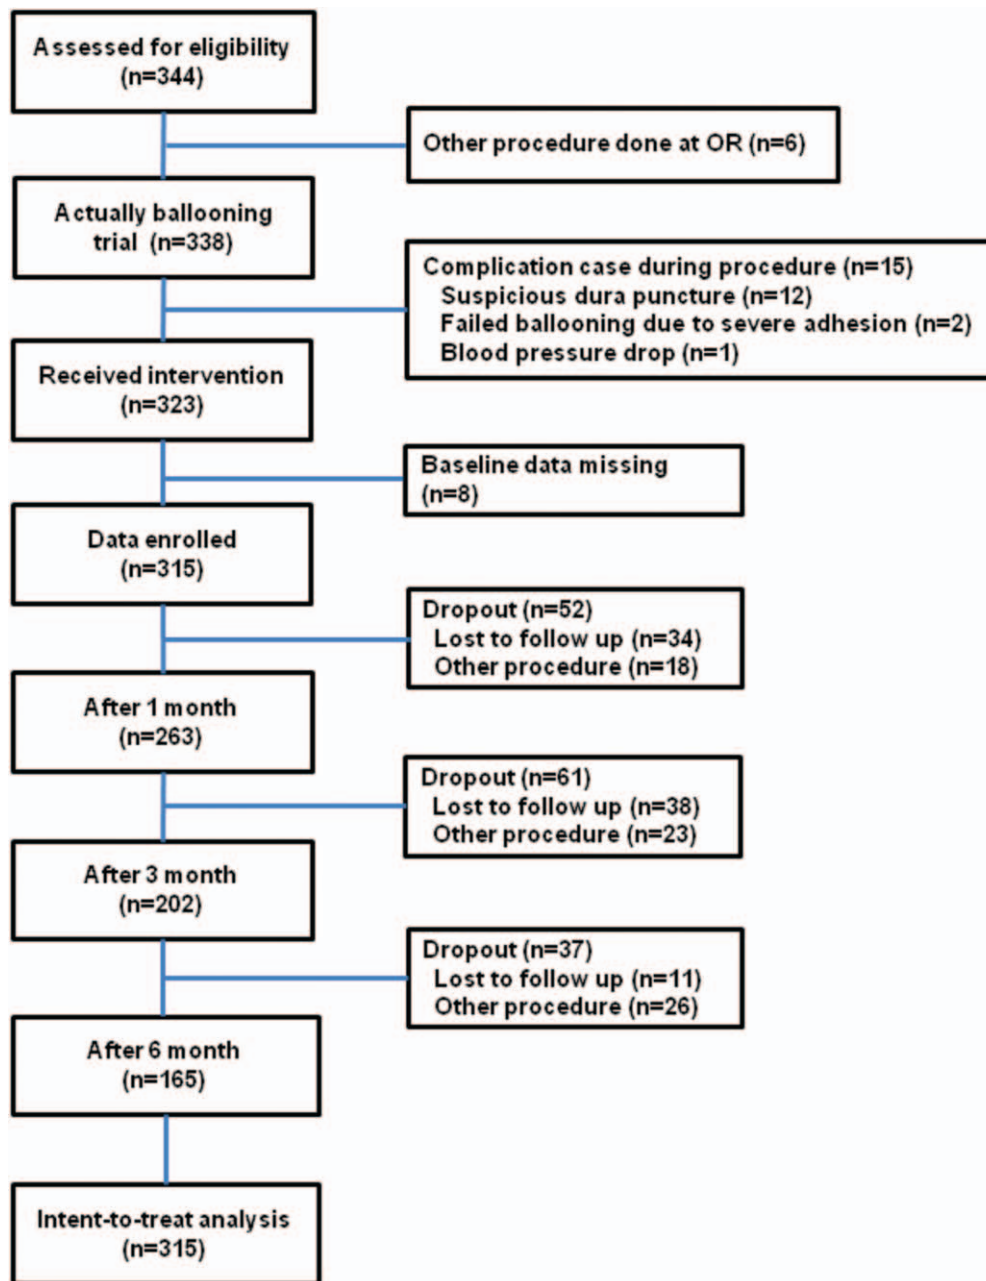 Assessed for eligibility
(n=344)
Other procedure done at OR (n=6)
Actually ballooning
trial (n=338)
Complication case during procedure (n=15)
Suspicious dura puncture (n=12)
Failed ballooning due to severe adhesion (n=2)
Blood pressure drop (n=1)
Received intervention
(n=323)
Baseline data missing
(n=8)
Data enrolled
(n=315)
Dropout (n=52)
Lost to follow up (n=34)
Other procedure (n=18)
After 1 month
(n=263)
Dropout (n=61)
Lost to follow up (n=38)
Other procedure (n=23)
After 3 month
(n=202)
Dropout (n=37)
Lost to follow up (n=11)
Other procedure (n=26)
After 6 month
(n=165)
Intent-to-treat analysis
(n=315)